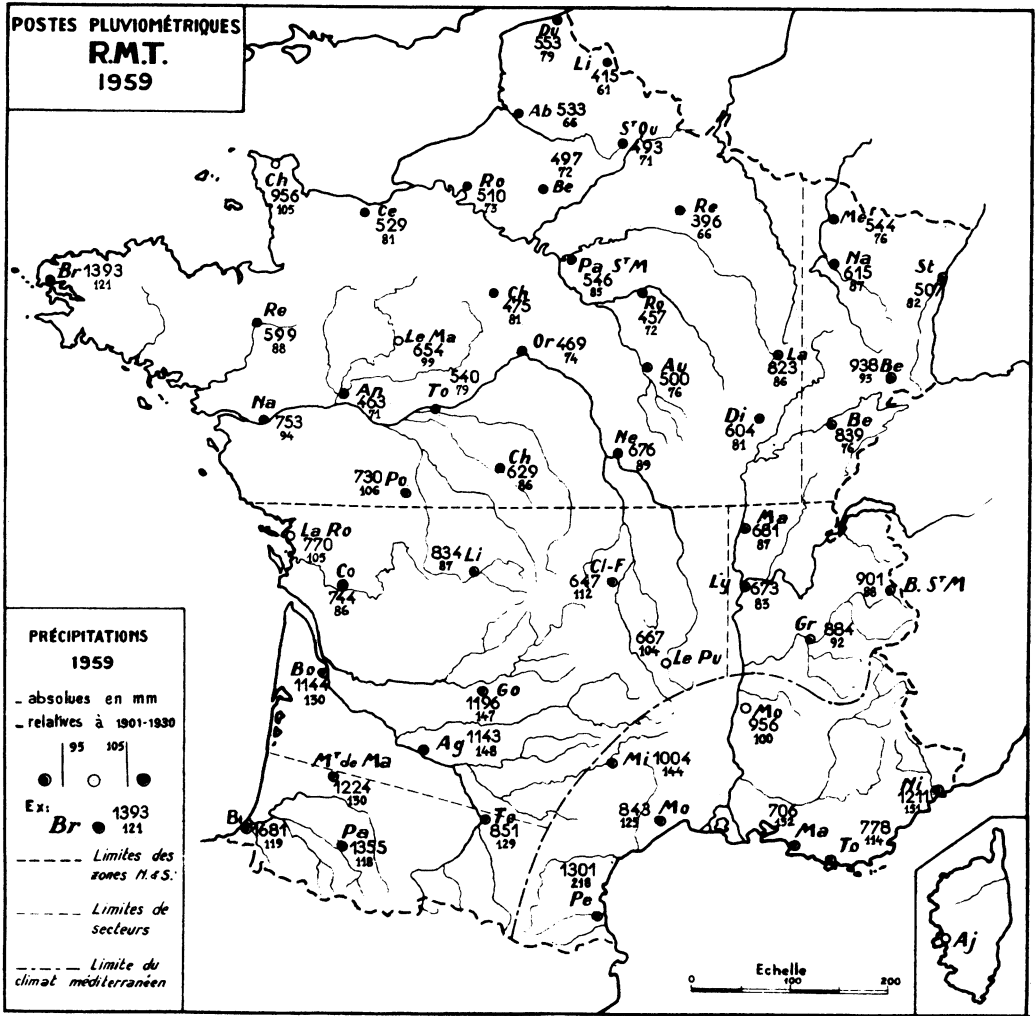 POSTES PLUVIOMÉTRIQUES
R.M.T.
1959
Du
553
79
Li
415
61
Ab 533
66
Sᵀ Qu
493
71
497
72
Be
Ro
510
73
Ch
956
105
Ce
529
81
Re
396
66
Me 544
76
Na
615
87
St
507
82
Br 1393
121
Pa Sᵀ M
546
85
Ro
457
72
Ch
475
81
Re
599
88
Le Ma
654
99
Or 469
74
La
823
86
Au
500
76
938 Be
93
An
463
71
540
79
To
Na
753
94
Di
604
81
Be
839
76
Ne 676
89
Ch
629
86
730 Po
106
La Ro
770
105
Ma
681
87
Co
744
86
834 Li
87
Cl-F
647
112
Ly 673
83
901
88
B. Sᵀ M
Gr 884
92
667
104
Le Pu
Bo
1144
130
Go
1196
147
Mo
956
100
Ag 1143
148
Mi 1004
144
Mᵀ de Ma
1224
130
Ni
1211
151
848 Mo
125
706
132
Ma
778
114
To
1681
119
Pa
1355
118
To
851
129
1301
218
Pe
Aj
PRÉCIPITATIONS
1959
- absolues en mm
- relatives à 1901-1930
95 105
Ex:
Br 1393
121
Limites des
zones N. & S.
Limites de
secteurs
Limite du
climat méditerranéen
Echelle
0 100 200